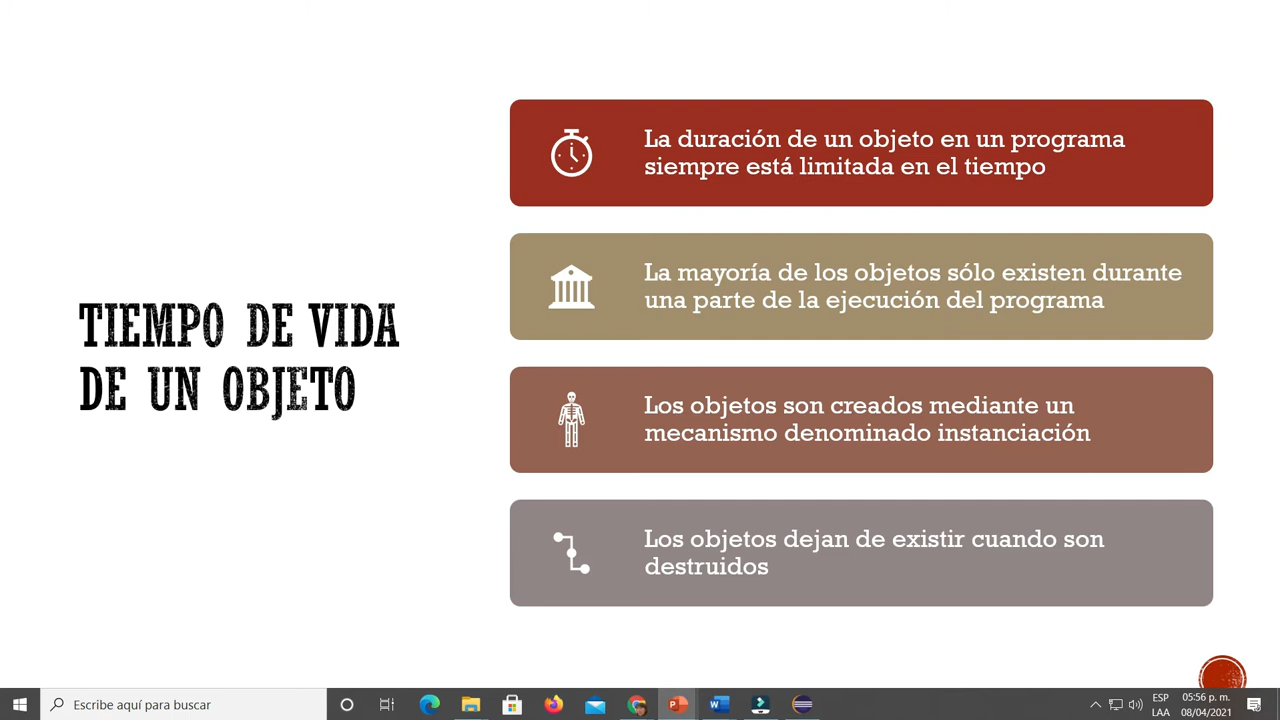 TIEMPO DE VIDA
DE UN OBJETO
La duración de un objeto en un programa
siempre está limitada en el tiempo
La mayoría de los objetos sólo existen durante
una parte de la ejecución del programa
Los objetos son creados mediante un
mecanismo denominado instanciación
Los objetos dejan de existir cuando son
destruidos
Escribe aquí para buscar
ESP
LAA
05:56 p. m.
08/04/2021